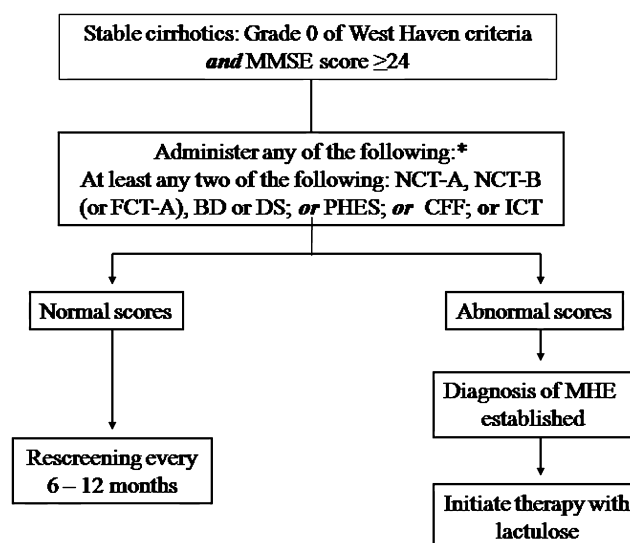 Stable cirrhotics: Grade 0 of West Haven criteria
and MMSE score ≥24
Administer any of the following:*
At least any two of the following: NCT-A, NCT-B
(or FCT-A), BD or DS; or PHES; or CFF; or ICT
Normal scores
Abnormal scores
Diagnosis of MHE
established
Rescreening every
6 – 12 months
Initiate therapy with
lactulose